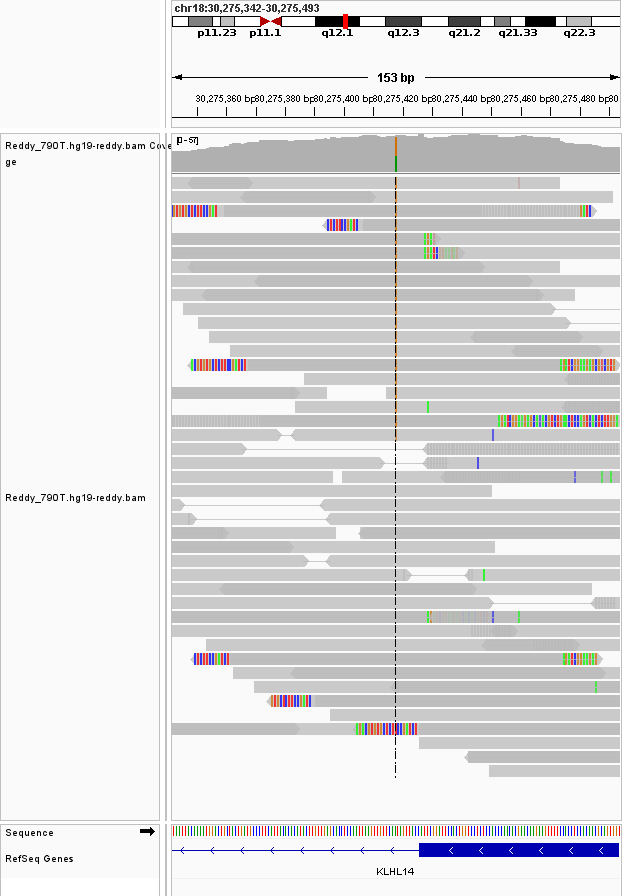 chr18:30,275,342-30,275,493
p11.23 p11.1 q12.1 q12.3 q21.2 q21.33 q22.3
153 bp
30,275,360 bp 80,275,380 bp 80,275,400 bp 80,275,420 bp 80,275,440 bp 80,275,460 bp 80,275,480 bp 80
Reddy_790T.hg19-reddy.bam Cove
ge
[0-57]
Reddy_790T.hg19-reddy.bam
Sequence
RefSeq Genes
KLHL14